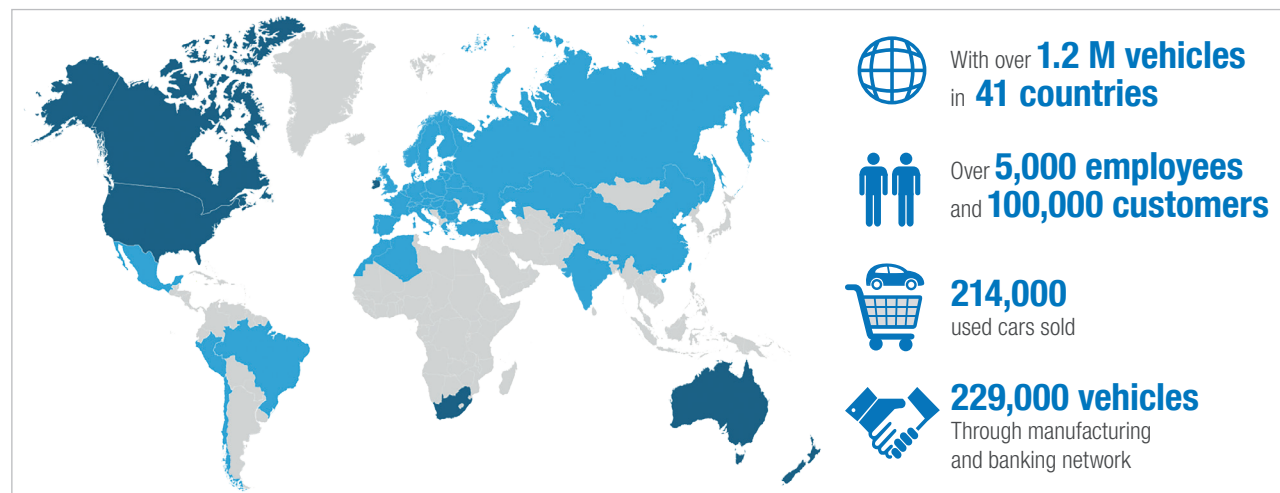 With over 1.2 M vehicles
in 41 countries
Over 5,000 employees
and 100,000 customers
214,000
used cars sold
229,000 vehicles
Through manufacturing
and banking network